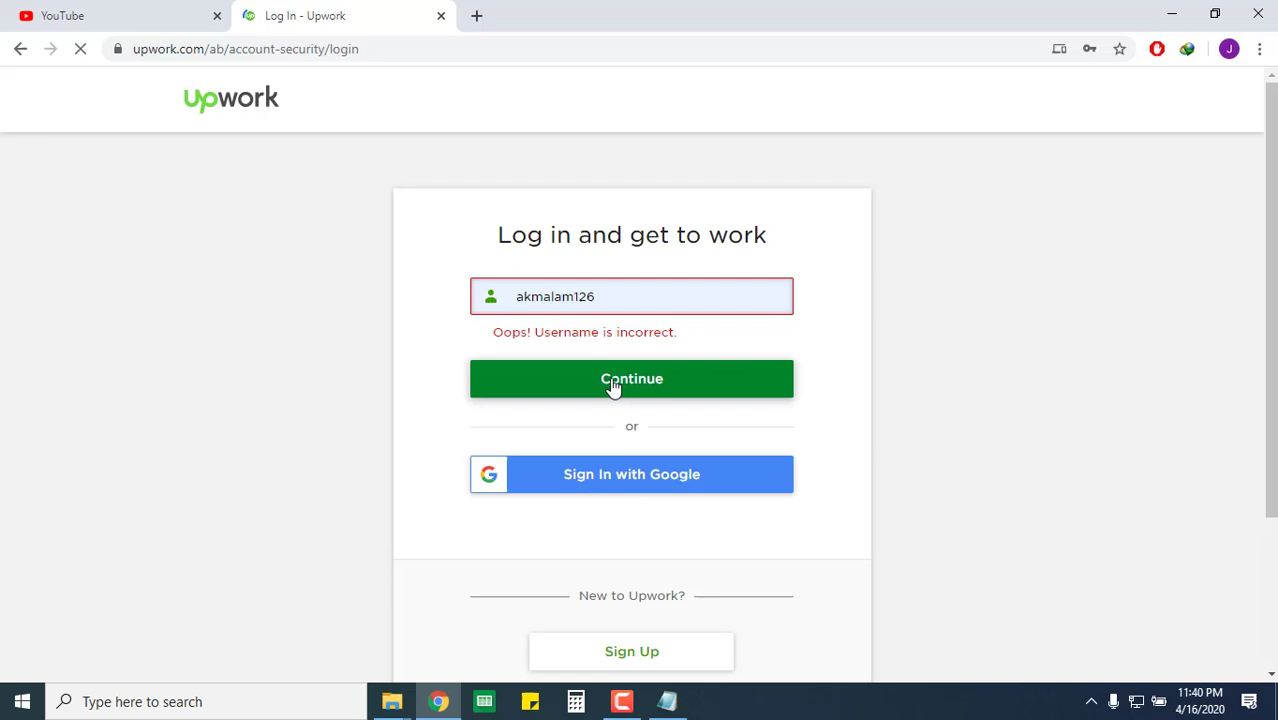 YouTube
Log In - Upwork
upwork.com/ab/account-security/login
J
Upwork
Log in and get to work
akmalam126
Oops! Username is incorrect.
Continue
or
G
Sign In with Google
New to Upwork?
Sign Up
Type here to search
11:40 PM
4/16/2020